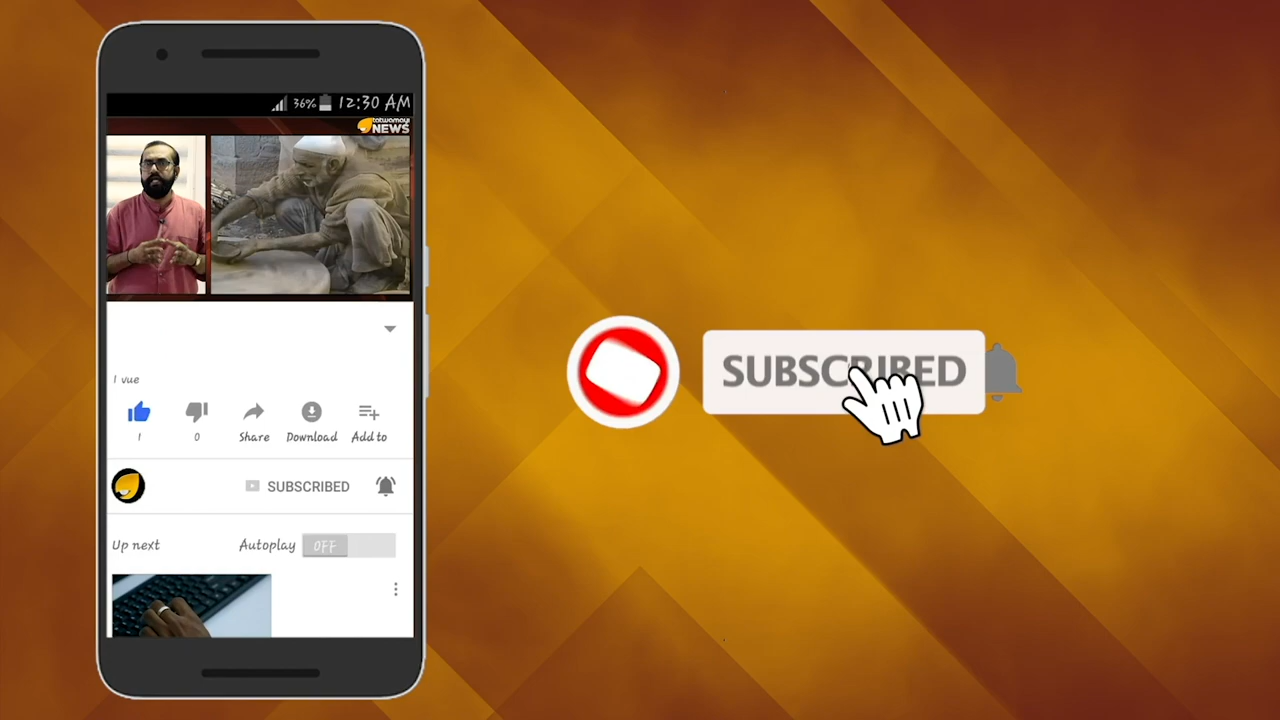 36% 12:30 AM
tatwamayi
NEWS
1 vue
1 0 Share Download Add to
SUBSCRIBED
Up next Autoplay OFF
SUBSCRIBED